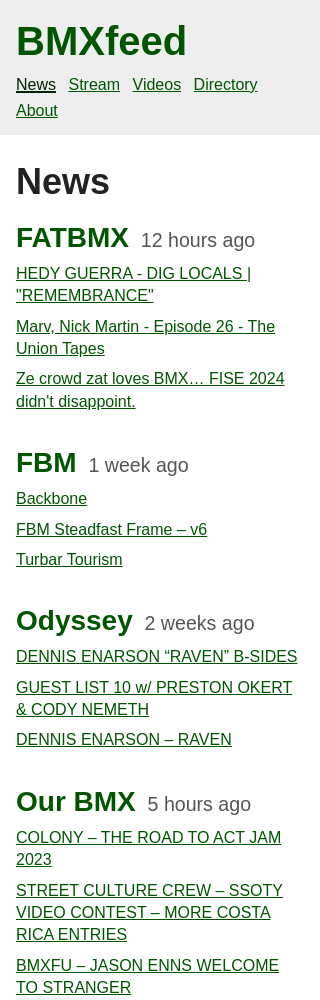 BMXfeed
News Stream Videos Directory
About
News
FATBMX 12 hours ago
HEDY GUERRA - DIG LOCALS |
"REMEMBRANCE"
Marv, Nick Martin - Episode 26 - The
Union Tapes
Ze crowd zat loves BMX… FISE 2024
didn't disappoint.
FBM 1 week ago
Backbone
FBM Steadfast Frame – v6
Turbar Tourism
Odyssey 2 weeks ago
DENNIS ENARSON “RAVEN” B-SIDES
GUEST LIST 10 w/ PRESTON OKERT
& CODY NEMETH
DENNIS ENARSON – RAVEN
Our BMX 5 hours ago
COLONY – THE ROAD TO ACT JAM
2023
STREET CULTURE CREW – SSOTY
VIDEO CONTEST – MORE COSTA
RICA ENTRIES
BMXFU – JASON ENNS WELCOME
TO STRANGER